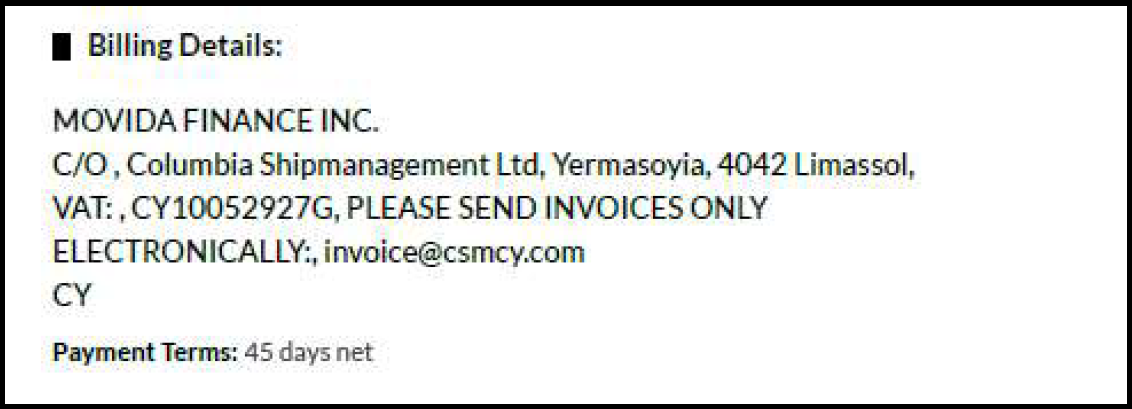 Billing Details:
MOVIDA FINANCE INC.
C/O , Columbia Shipmanagement Ltd, Yermasoyia, 4042 Limassol,
VAT: , CY10052927G, PLEASE SEND INVOICES ONLY
ELECTRONICALLY:, invoice@csmcy.com
CY
Payment Terms: 45 days net